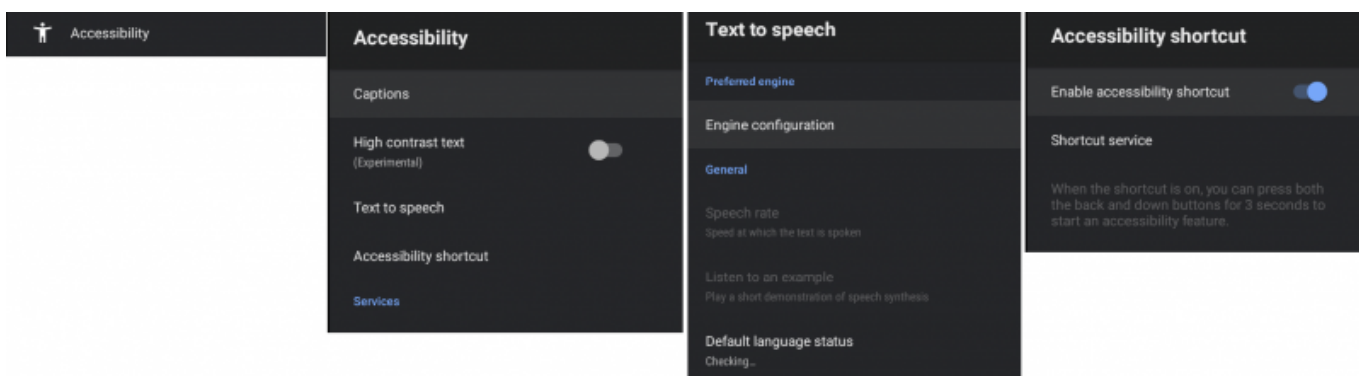 Accessibility
Accessibility
Captions
High contrast text
(Experimental)
Text to speech
Accessibility shortcut
Services
Text to speech
Preferred engine
Engine configuration
General
Speech rate
Speed at which the text is spoken
Listen to an example
Play a short demonstration of speech synthesis
Default language status
Checking...
Accessibility shortcut
Enable accessibility shortcut
Shortcut service
When the shortcut is on, you can press both
the back and down buttons for 3 seconds to
start an accessibility feature.